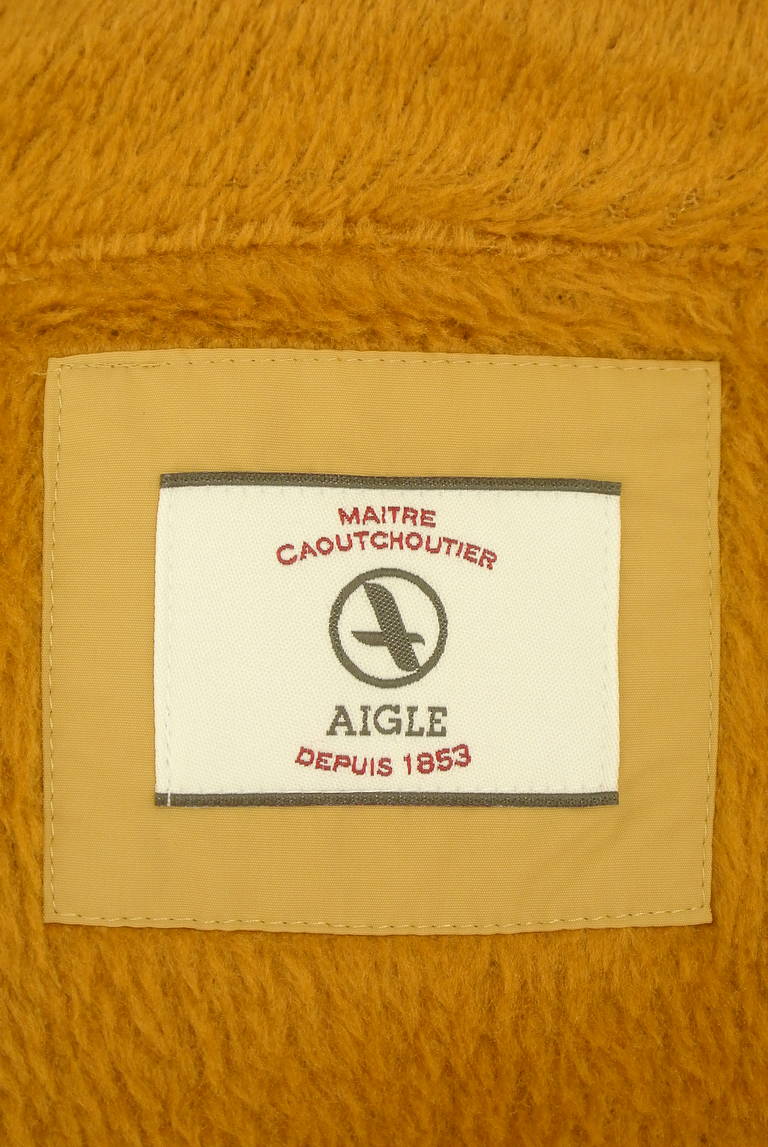 MAITRE
CAOUTCHOUTIER
AIGLE
DEPUIS 1853